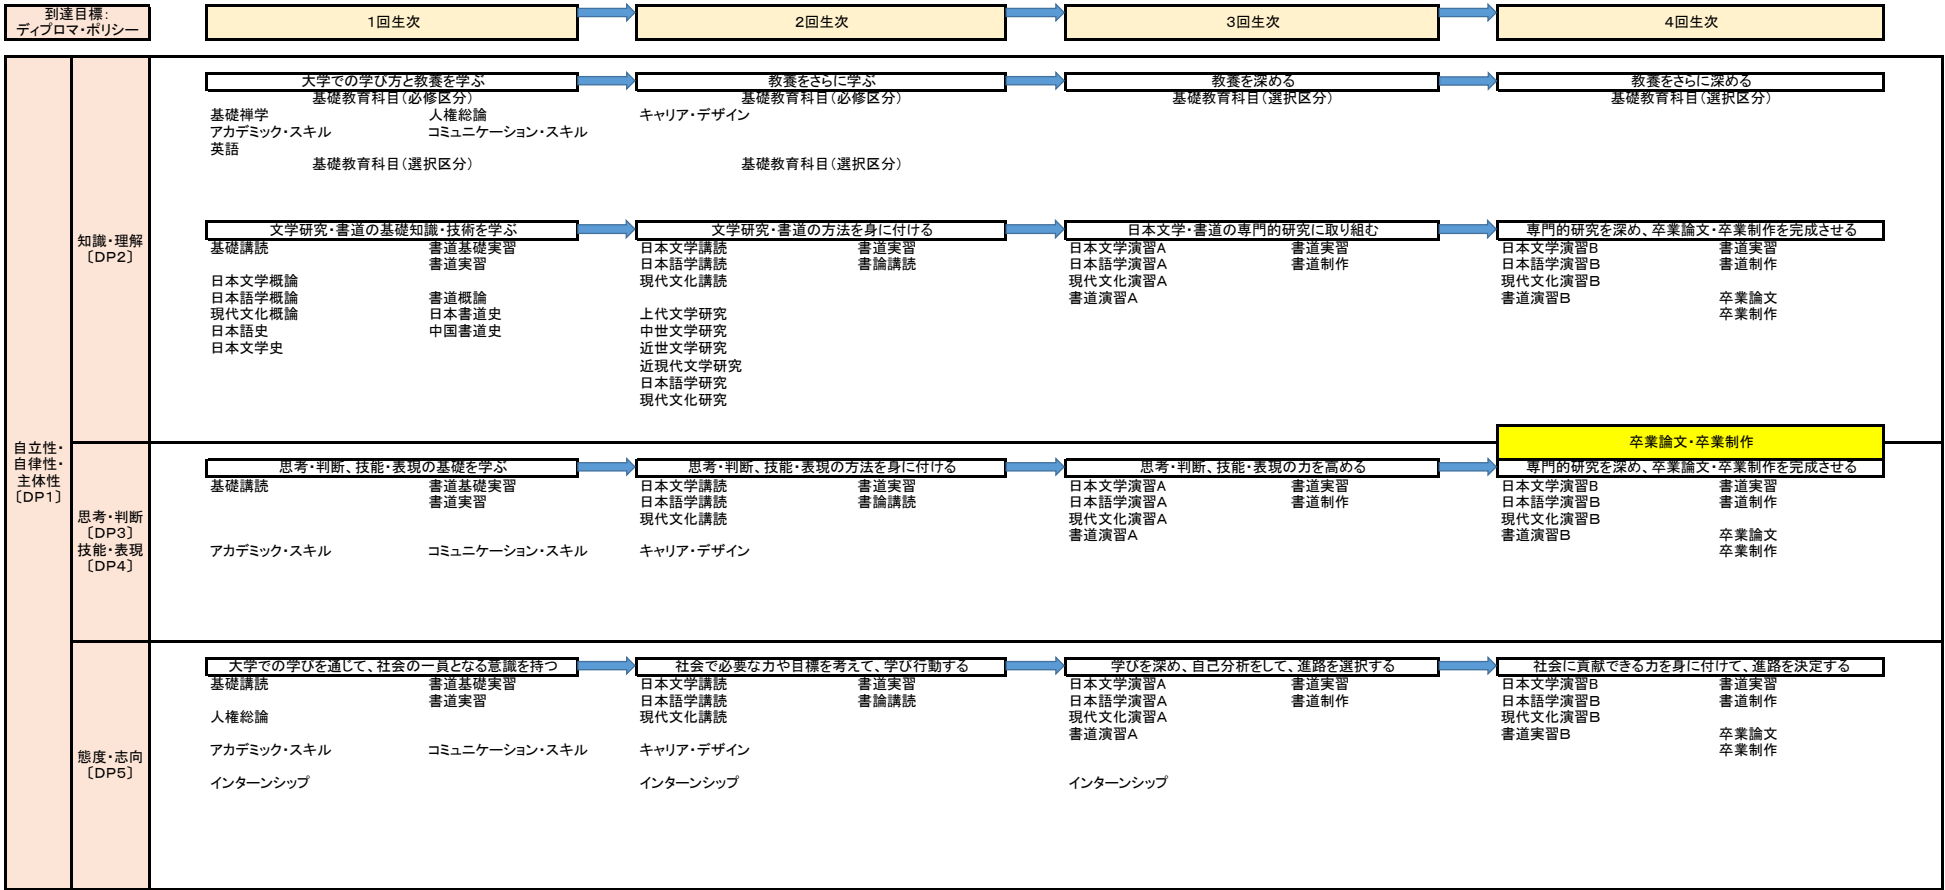 到達目標:
ディプロマ・ポリシー
1回生次
2回生次
3回生次
4回生次
自立性・
自律性・
主体性
〔DP1〕
知識・理解
〔DP2〕
大学での学び方と教養を学ぶ
基礎教育科目(必修区分)
基礎禅学 人権総論
アカデミック・スキル コミュニケーション・スキル
英語
基礎教育科目(選択区分)
教養をさらに学ぶ
基礎教育科目(必修区分)
キャリア・デザイン
基礎教育科目(選択区分)
教養を深める
基礎教育科目(選択区分)
教養をさらに深める
基礎教育科目(選択区分)
文学研究・書道の基礎知識・技術を学ぶ
基礎講読 書道基礎実習
書道実習
日本文学概論
日本語学概論 書道概論
現代文化概論 日本書道史
日本語史 中国書道史
日本文学史
文学研究・書道の方法を身に付ける
日本文学講読 書道実習
日本語学講読 書論講読
現代文化講読
上代文学研究
中世文学研究
近世文学研究
近現代文学研究
日本語学研究
現代文化研究
日本文学・書道の専門的研究に取り組む
日本文学演習A 書道実習
日本語学演習A 書道制作
現代文化演習A
書道演習A
専門的研究を深め、卒業論文・卒業制作を完成させる
日本文学演習B 書道実習
日本語学演習B 書道制作
現代文化演習B
書道演習B 卒業論文
卒業制作
卒業論文・卒業制作
思考・判断
〔DP3〕
技能・表現
〔DP4〕
思考・判断、技能・表現の基礎を学ぶ
基礎講読 書道基礎実習
書道実習
アカデミック・スキル コミュニケーション・スキル
思考・判断、技能・表現の方法を身に付ける
日本文学講読 書道実習
日本語学講読 書論講読
現代文化講読
キャリア・デザイン
思考・判断、技能・表現の力を高める
日本文学演習A 書道実習
日本語学演習A 書道制作
現代文化演習A
書道演習A
専門的研究を深め、卒業論文・卒業制作を完成させる
日本文学演習B 書道実習
日本語学演習B 書道制作
現代文化演習B
書道演習B 卒業論文
卒業制作
態度・志向
〔DP5〕
大学での学びを通じて、社会の一員となる意識を持つ
基礎講読 書道基礎実習
書道実習
人権総論
アカデミック・スキル コミュニケーション・スキル
インターンシップ
社会で必要な力や目標を考えて、学び行動する
日本文学講読 書道実習
日本語学講読 書論講読
現代文化講読
キャリア・デザイン
インターンシップ
学びを深め、自己分析をして、進路を選択する
日本文学演習A 書道実習
日本語学演習A 書道制作
現代文化演習A
書道演習A
インターンシップ
社会に貢献できる力を身に付けて、進路を決定する
日本文学演習B 書道実習
日本語学演習B 書道制作
現代文化演習B
書道実習B 卒業論文
卒業制作